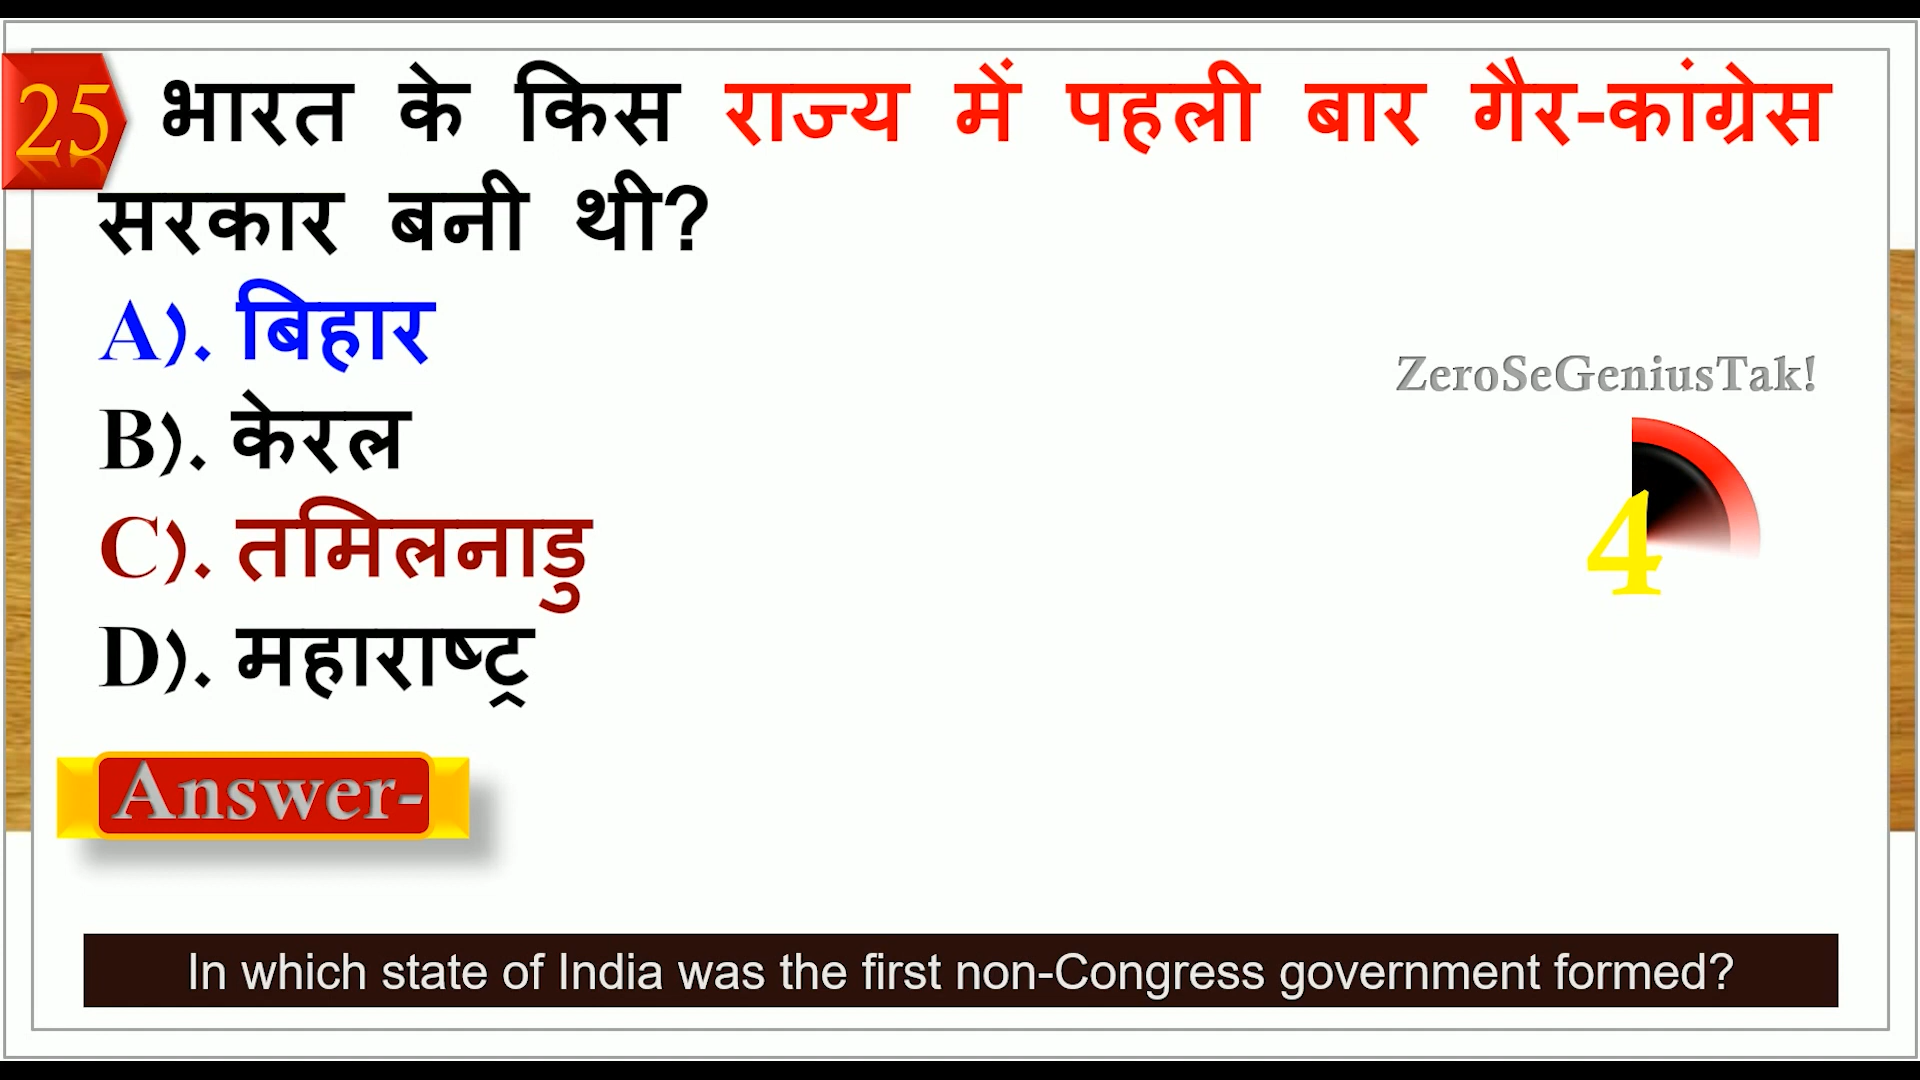 25 भारत के किस राज्य में पहली बार गैर-कांग्रेस
सरकार बनी थी?
A). बिहार
B). केरल
C). तमिलनाडु
D). महाराष्ट्र
ZeroSeGeniusTak!
4
Answer-
In which state of India was the first non-Congress government formed?